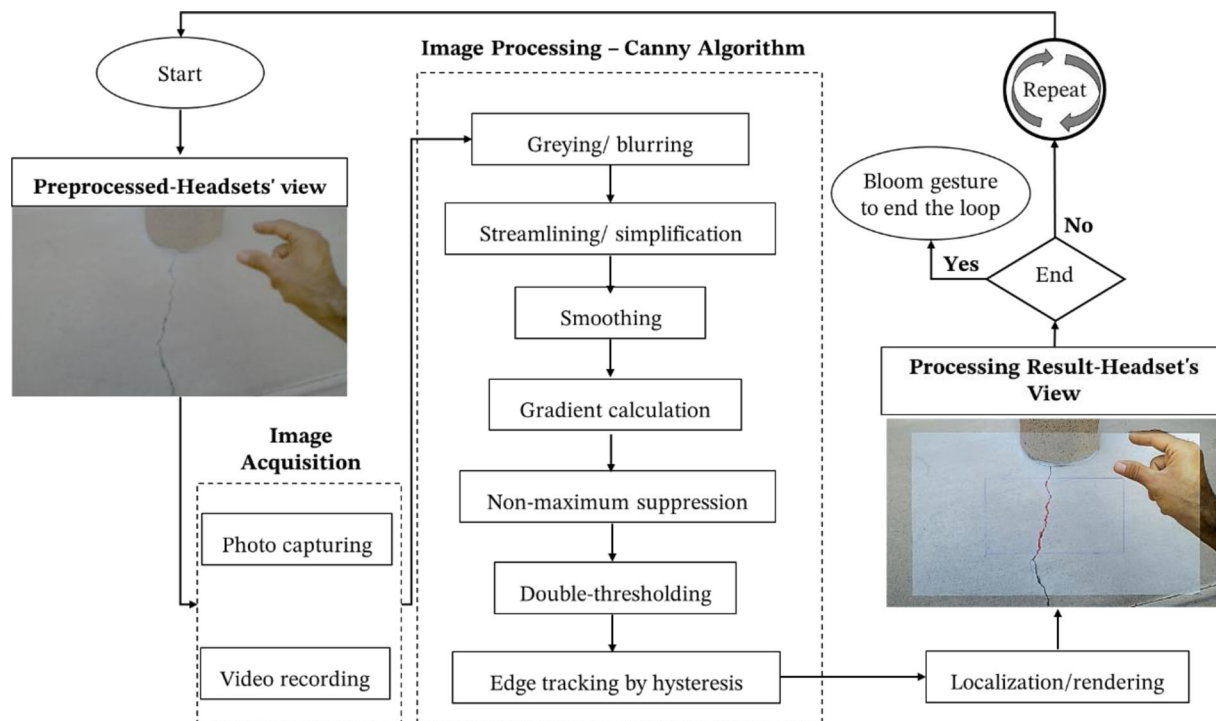 Start
Preprocessed-Headsets' view
Image
Acquisition
Photo capturing
Video recording
Image Processing – Canny Algorithm
Greying/ blurring
Streamlining/ simplification
Smoothing
Gradient calculation
Non-maximum suppression
Double-thresholding
Edge tracking by hysteresis
Localization/rendering
Processing Result-Headset's
View
End
Yes
No
Bloom gesture
to end the loop
Repeat